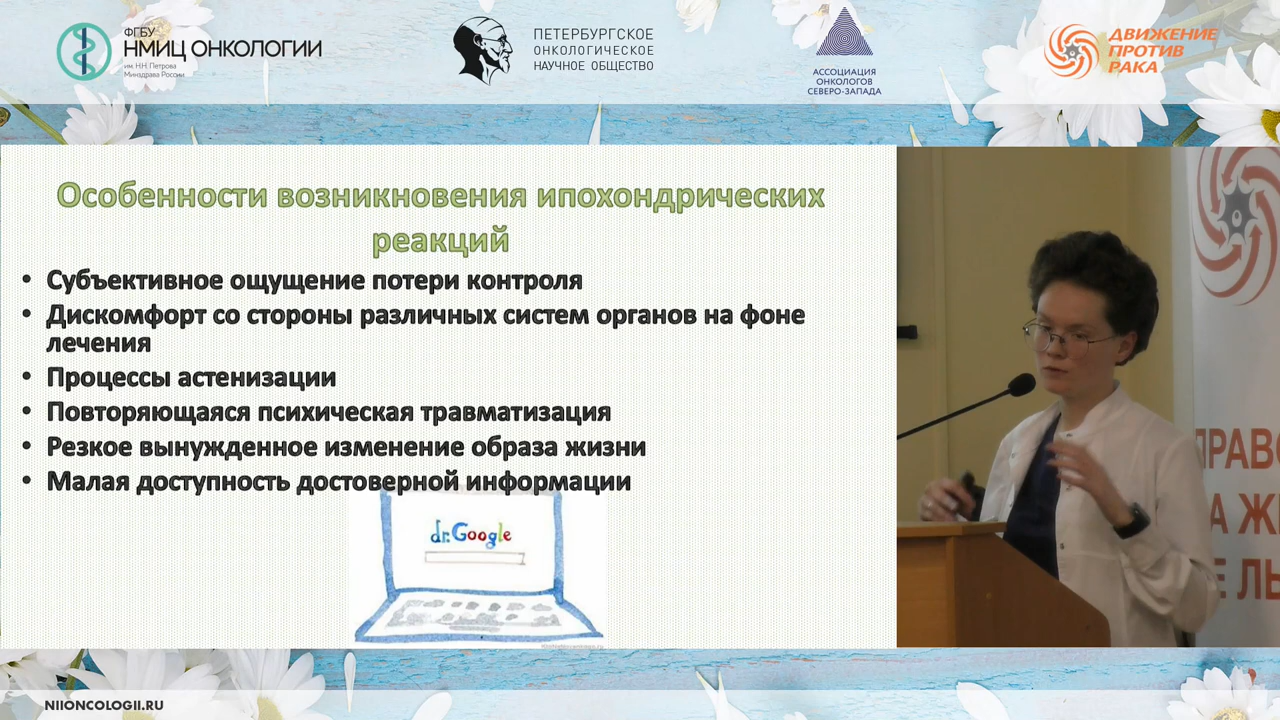 ФГБУ
НМИЦ ОНКОЛОГИИ
им. Н.Н. Петрова
Минздрава России
ПЕТЕРБУРГСКОЕ
ОНКОЛОГИЧЕСКОЕ
НАУЧНОЕ ОБЩЕСТВО
АССОЦИАЦИЯ
ОНКОЛОГОВ
СЕВЕРО-ЗАПАДА
ДВИЖЕНИЕ
ПРОТИВ
РАКА
Особенности возникновения ипохондрических
реакций
• Субъективное ощущение потери контроля
• Дискомфорт со стороны различных систем органов на фоне
лечения
• Процессы астенизации
• Повторяющаяся психическая травматизация
• Резкое вынужденное изменение образа жизни
• Малая доступность достоверной информации
dr.Google
NIIONCOLOGII.RU